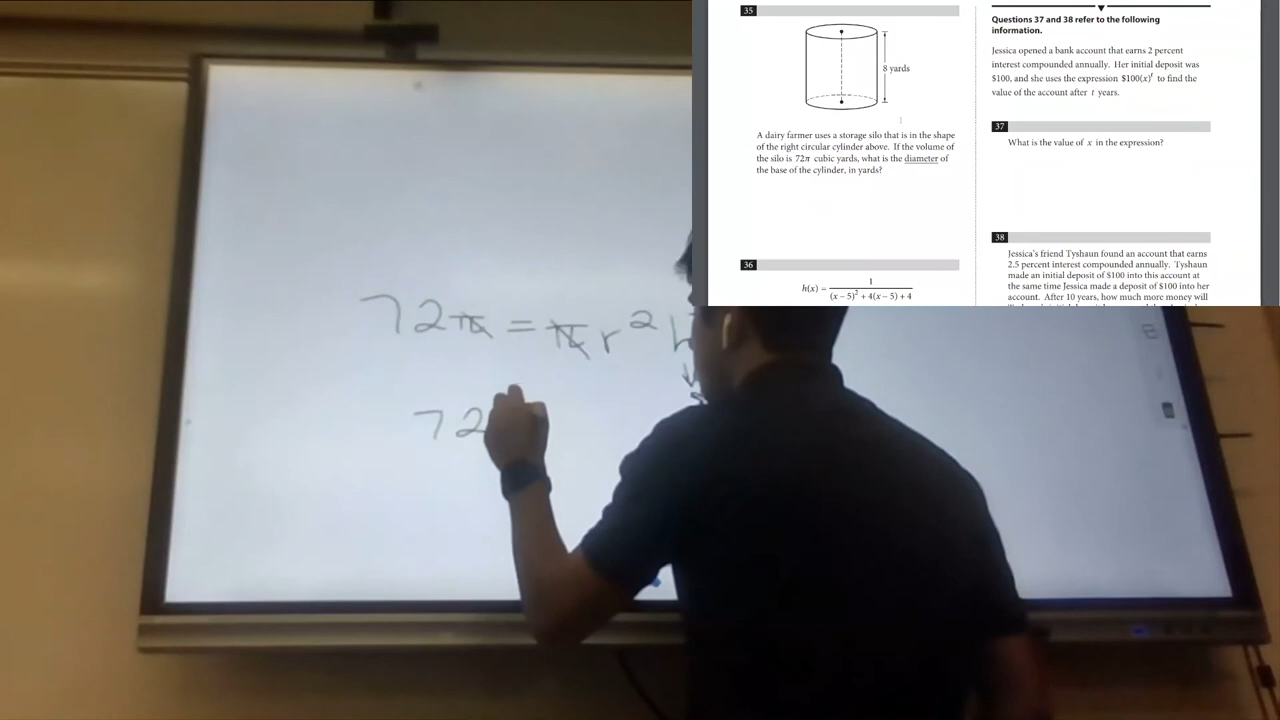 35
8 yards
A dairy farmer uses a storage silo that is in the shape
of the right circular cylinder above. If the volume of
the silo is 72π cubic yards, what is the diameter of
the base of the cylinder, in yards?
36
h(x) = 1 / (x − 5)² + 4(x − 5) + 4
Questions 37 and 38 refer to the following
information.
Jessica opened a bank account that earns 2 percent
interest compounded annually. Her initial deposit was
$100, and she uses the expression $100(x)ᵗ to find the
value of the account after t years.
37
What is the value of x in the expression?
38
Jessica's friend Tyshaun found an account that earns
2.5 percent interest compounded annually. Tyshaun
made an initial deposit of $100 into this account at
the same time Jessica made a deposit of $100 into her
account. After 10 years, how much more money will
72π = πr² h
72